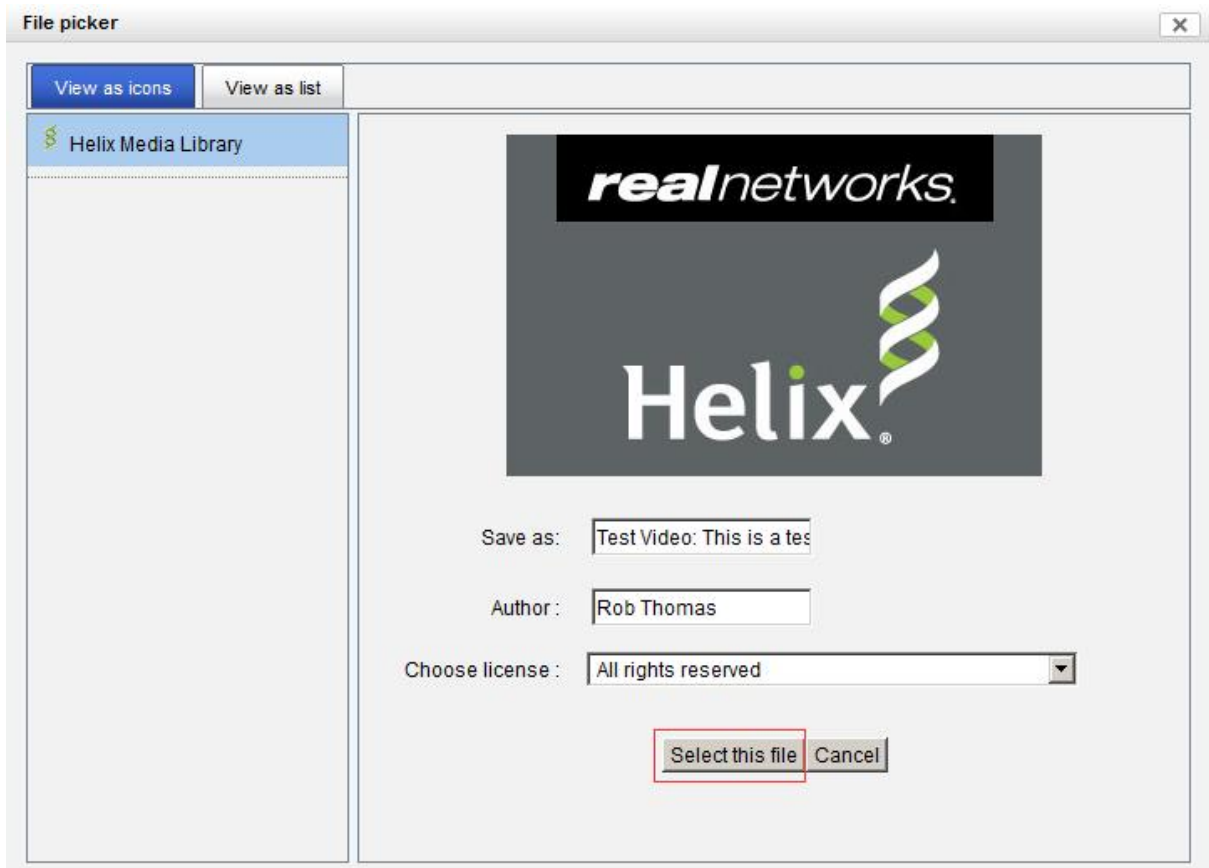 File picker
View as icons View as list
Helix Media Library
realnetworks.
Helix®
Save as: Test Video: This is a tes
Author : Rob Thomas
Choose license : All rights reserved
Select this file Cancel